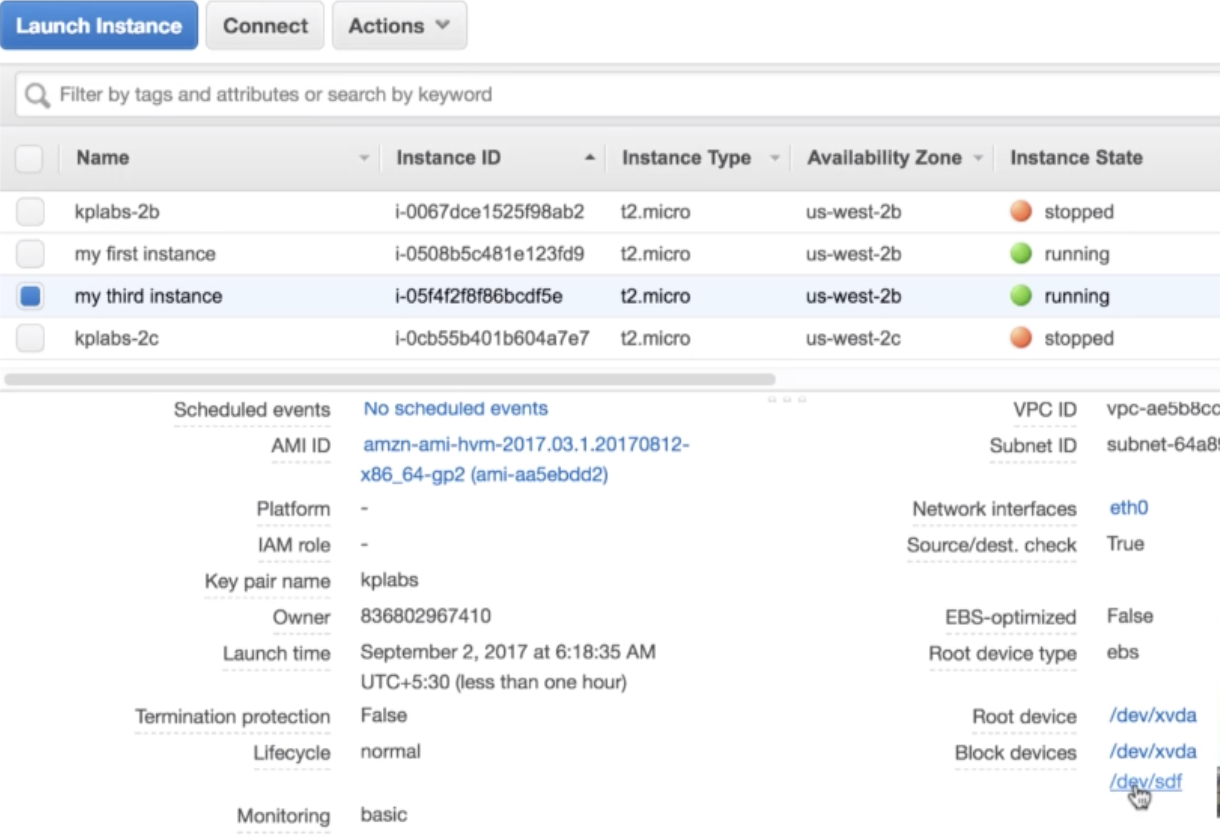 Launch Instance Connect Actions
Filter by tags and attributes or search by keyword
Name Instance ID Instance Type Availability Zone Instance State
kplabs-2b i-0067dce1525f98ab2 t2.micro us-west-2b stopped
my first instance i-0508b5c481e123fd9 t2.micro us-west-2b running
my third instance i-05f4f2f8f86bcdf5e t2.micro us-west-2b running
kplabs-2c i-0cb55b401b604a7e7 t2.micro us-west-2c stopped
Scheduled events No scheduled events VPC ID
AMI ID amzn-ami-hvm-2017.03.1.20170812- Subnet ID
x86_64-gp2 (ami-aa5ebdd2)
Platform - Network interfaces eth0
IAM role - Source/dest. check True
Key pair name kplabs
Owner 836802967410 EBS-optimized False
Launch time September 2, 2017 at 6:18:35 AM Root device type ebs
UTC+5:30 (less than one hour)
Termination protection False Root device /dev/xvda
Lifecycle normal Block devices /dev/xvda
/dev/sdf
Monitoring basic